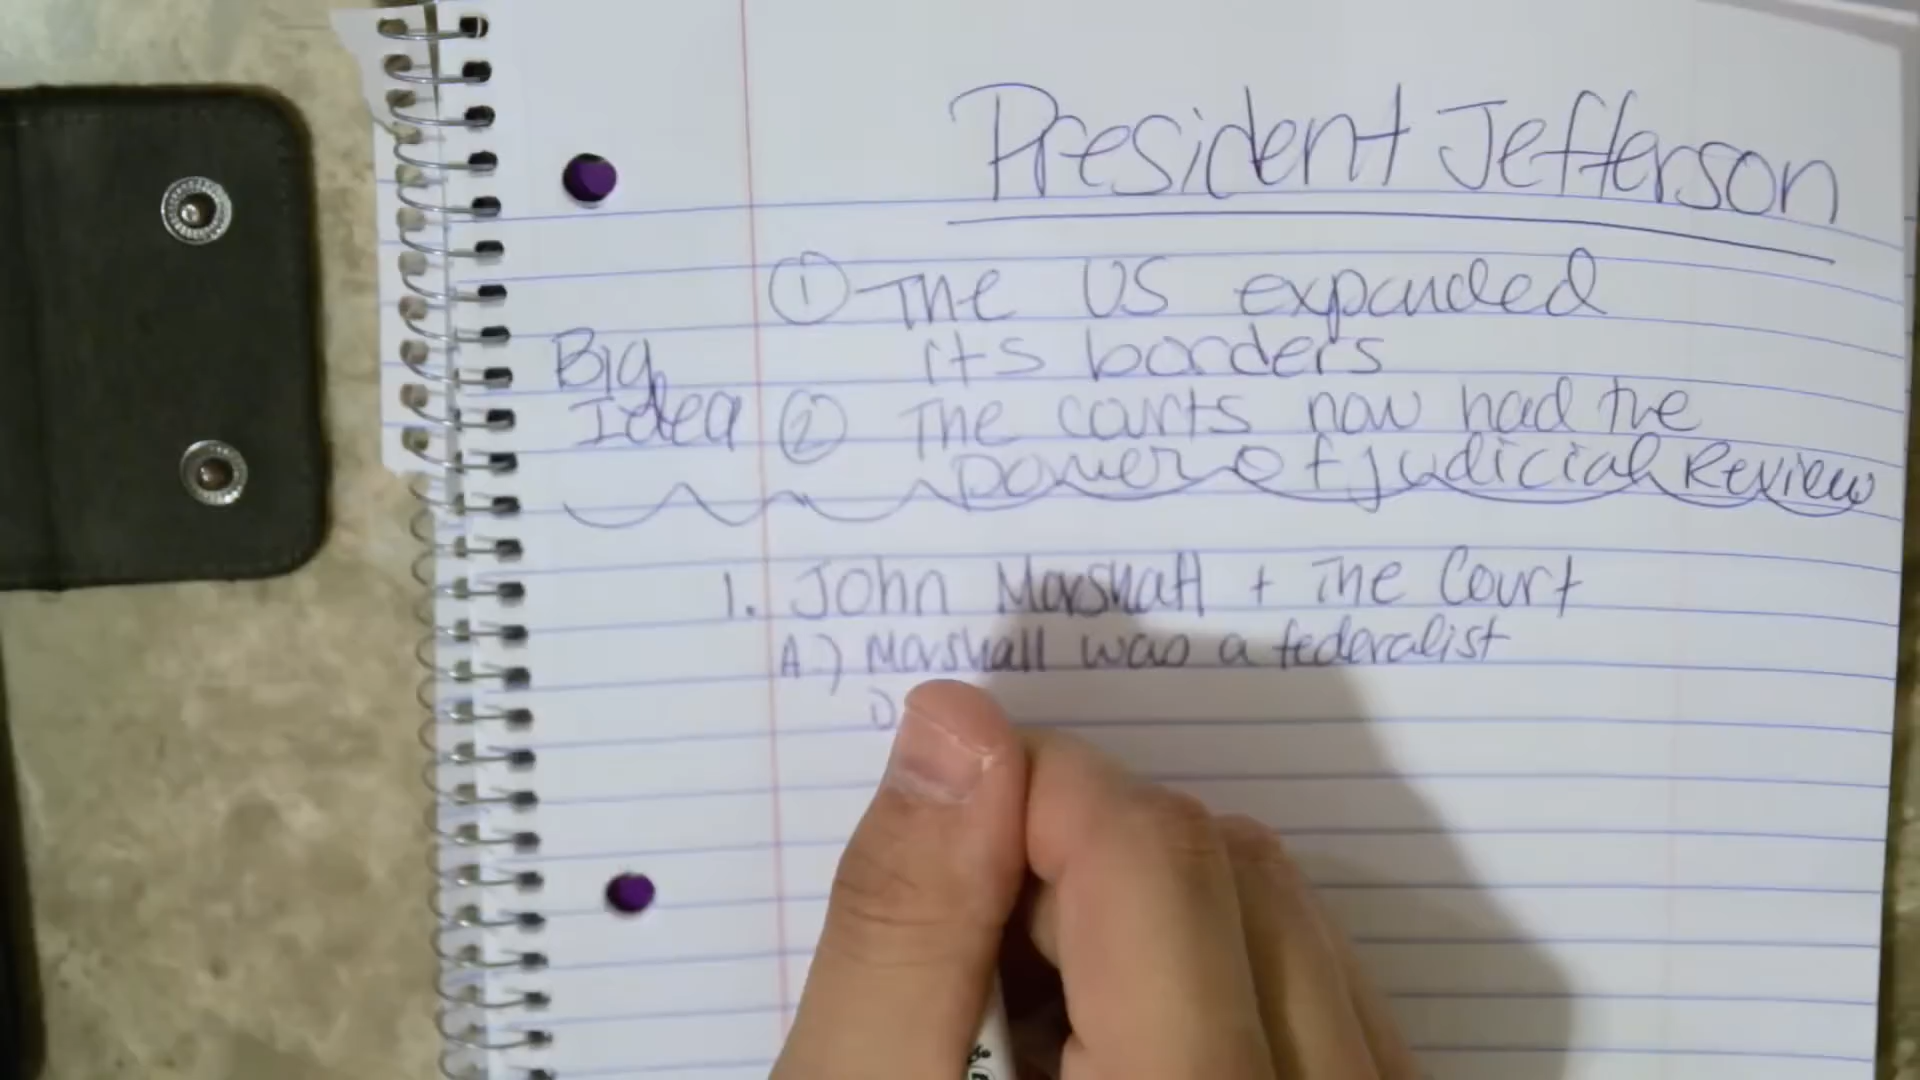 President Jefferson
① The US expanded
its borders
Big
Idea
② The courts now had the
power of judicial Review
1. John Marshall + The Court
A.) Marshall was a federalist